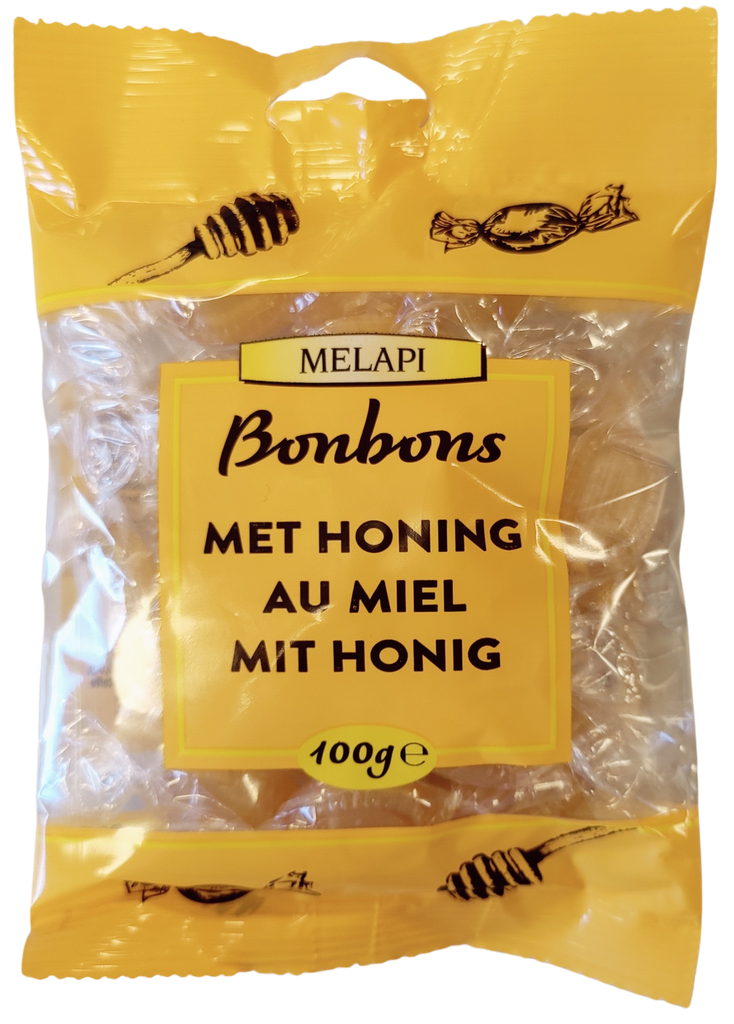 MELAPI
Bonbons
MET HONING
AU MIEL
MIT HONIG
100g ℮